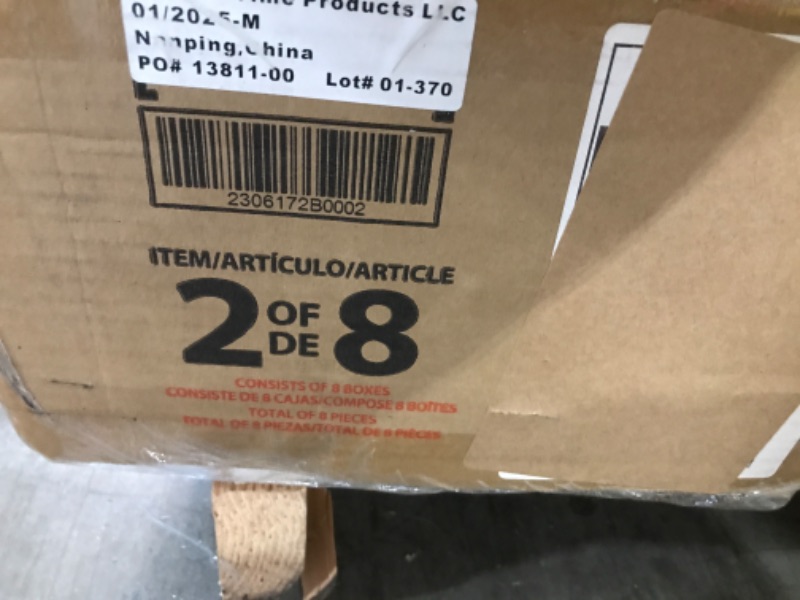 Products LLC
01/2025-M
Nanping, China
PO# 13811-00 Lot# 01-370
2306172B0002
ITEM/ARTÍCULO/ARTICLE
2 OF DE 8
CONSISTS OF 8 BOXES
CONSISTE DE 8 CAJAS/COMPOSE 8 BOÎTES
TOTAL OF 8 PIECES
TOTAL OF 8 PIEZAS/TOTAL DE 8 PIÈCES